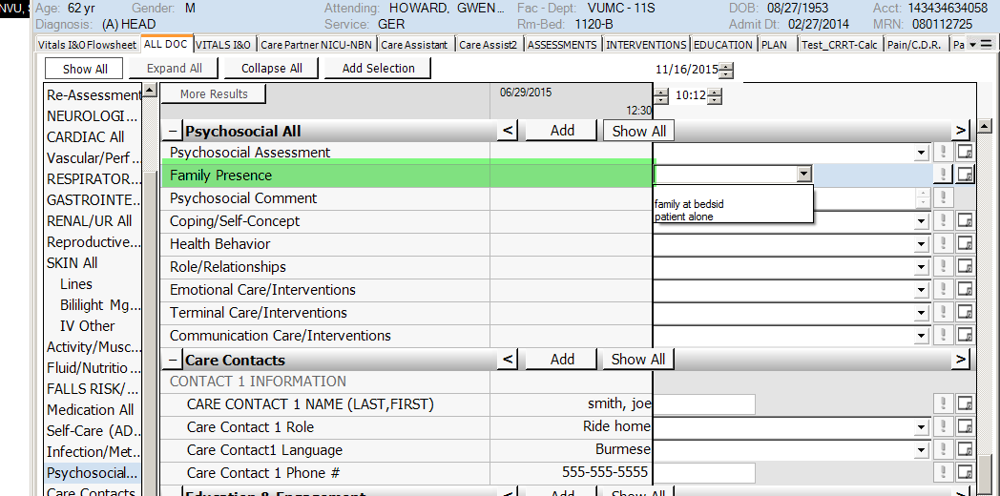 NVU, S
Age: 62 yr Gender: M Attending: HOWARD, GWEN... Fac - Dept: VUMC - 11S DOB: 08/27/1953 Acct: 143434634058
Diagnosis: (A) HEAD Service: GER Rm-Bed: 1120-B Admit Dt: 02/27/2014 MRN: 080112725
Vitals I&O Flowsheet ALL DOC VITALS I&O Care Partner NICU-NBN Care Assistant Care Assist2 ASSESSMENTS INTERVENTIONS EDUCATION PLAN Test_CRRT-Calc Pain/C.D.R. Pa
Show All Expand All Collapse All Add Selection 11/16/2015
More Results 06/29/2015 10:12
12:30
Re-Assessment
NEUROLOGI...
CARDIAC All
Vascular/Perf...
RESPIRATOR...
GASTROINTE...
RENAL/UR All
Reproductive...
SKIN All
Lines
Bililight Mg...
IV Other
Activity/Musc...
Fluid/Nutritio...
FALLS RISK/ ...
Medication All
Self-Care (AD...
Infection/Met...
Psychosocial...
Care Contacts
− Psychosocial All < Add Show All >
Psychosocial Assessment
Family Presence
family at bedsid
patient alone
Psychosocial Comment
Coping/Self-Concept
Health Behavior
Role/Relationships
Emotional Care/Interventions
Terminal Care/Interventions
Communication Care/Interventions
− Care Contacts < Add Show All >
CONTACT 1 INFORMATION
CARE CONTACT 1 NAME (LAST,FIRST) smith, joe
Care Contact 1 Role Ride home
Care Contact1 Language Burmese
Care Contact 1 Phone # 555-555-5555
Education & Engagement Add Show All